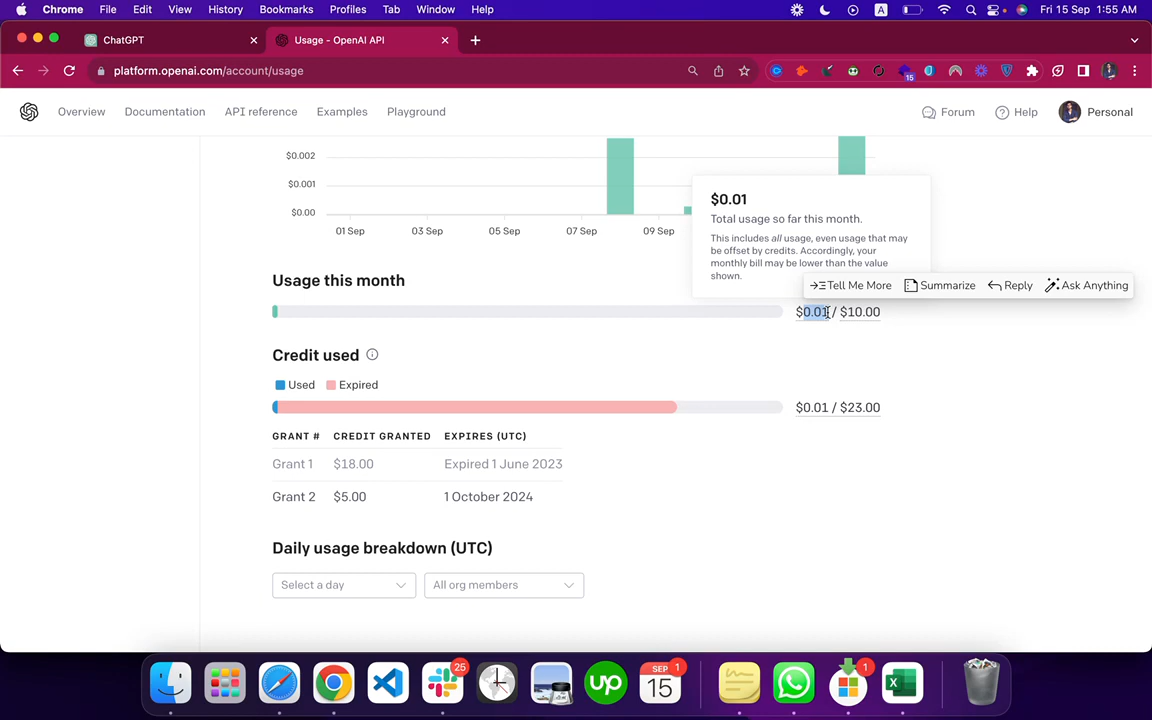 Chrome File Edit View History Bookmarks Profiles Tab Window Help A Fri 15 Sep 1:55 AM
ChatGPT Usage - OpenAI API
platform.openai.com/account/usage 15
Overview Documentation API reference Examples Playground Forum Help Personal
$0.002
$0.001
$0.00
01 Sep 03 Sep 05 Sep 07 Sep 09 Sep
$0.01
Total usage so far this month.
This includes all usage, even usage that may
be offset by credits. Accordingly, your
monthly bill may be lower than the value
shown.
Tell Me More Summarize Reply Ask Anything
Usage this month
$0.01 / $10.00
Credit used
Used Expired
$0.01 / $23.00
GRANT # CREDIT GRANTED EXPIRES (UTC)
Grant 1 $18.00 Expired 1 June 2023
Grant 2 $5.00 1 October 2024
Daily usage breakdown (UTC)
Select a day All org members
25 up SEP 1 15 1